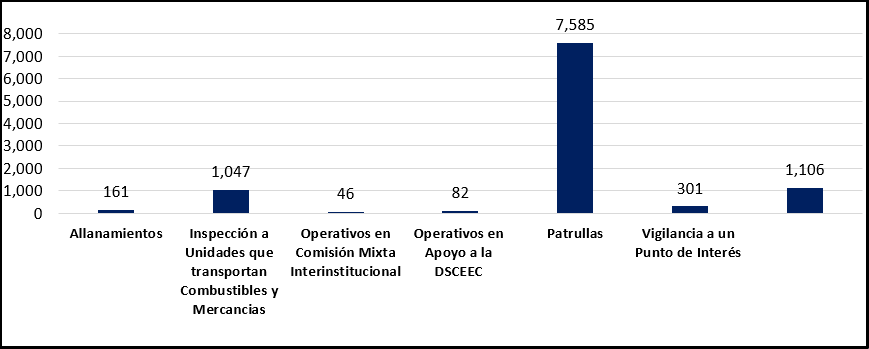 7,585
8,000
7,000
6,000
5,000
4,000
3,000
2,000
1,000
0
161
1,047
46
82
301
1,106
Allanamientos
Inspección a
Unidades que
transportan
Combustibles y
Mercancias
Operativos en
Comisión Mixta
Interinstitucional
Operativos en
Apoyo a la
DSCEEC
Patrullas
Vigilancia a un
Punto de Interés